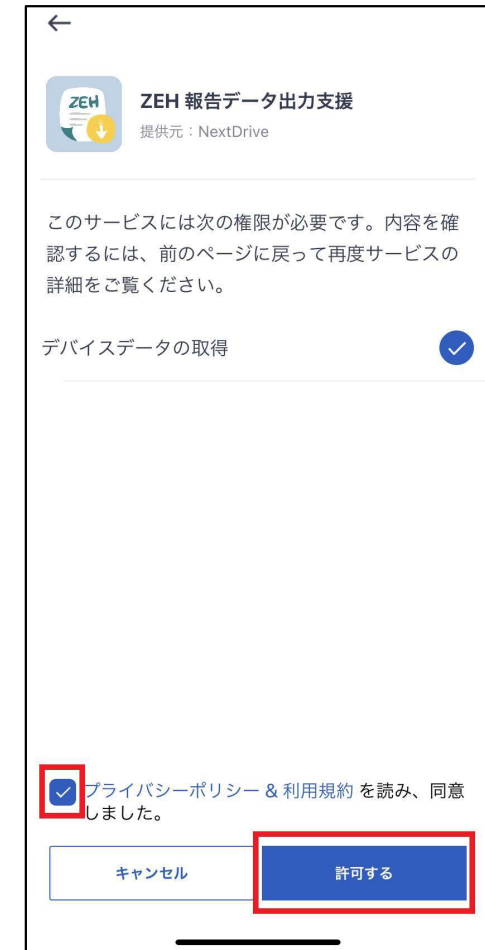 ZEH
ZEH 報告データ出力支援
提供元：NextDrive
このサービスには次の権限が必要です。内容を確
認するには、前のページに戻って再度サービスの
詳細をご覧ください。
デバイスデータの取得
プライバシーポリシー & 利用規約 を読み、同意
しました。
キャンセル
許可する